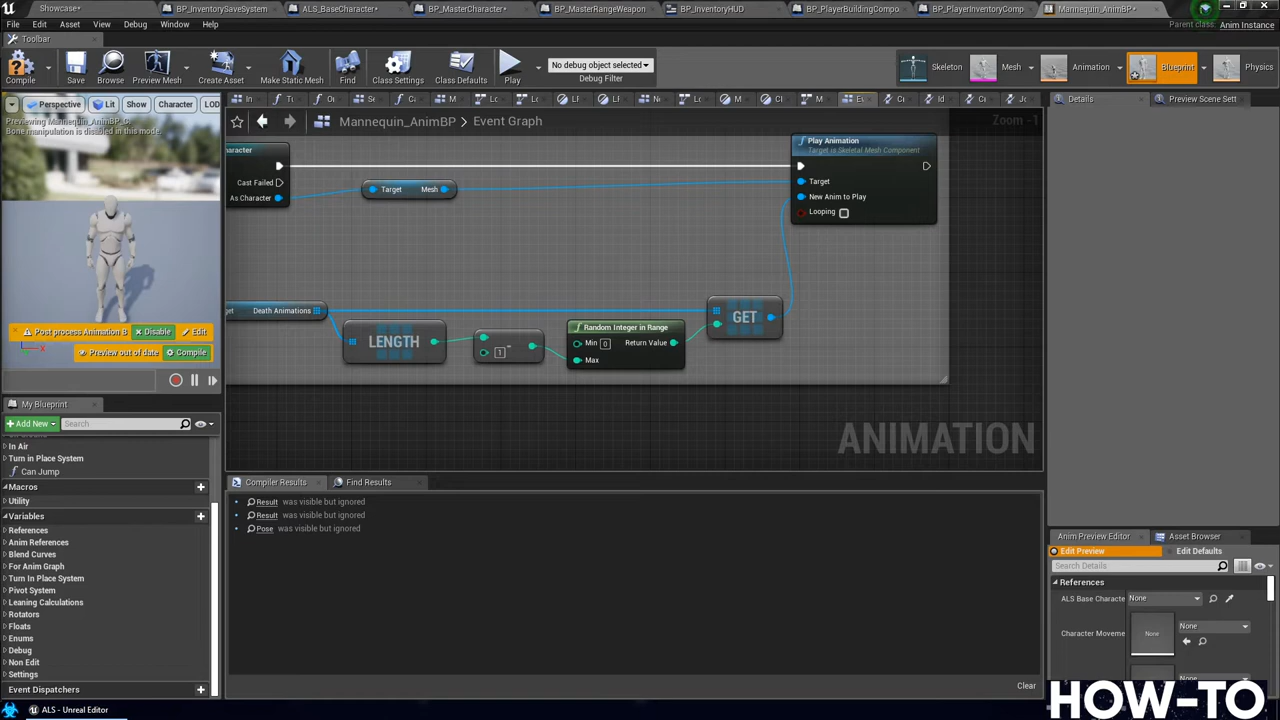 Showcase•
BP_InventorySaveSystem
ALS_BaseCharacter•
BP_MasterCharacter•
BP_MasterRangeWeapon
BP_InventoryHUD
BP_PlayerBuildingCompo
BP_PlayerInventoryComp
Mannequin_AnimBP•
File Edit Asset View Debug Window Help
Parent class: Anim Instance
Toolbar
Compile Save Browse Preview Mesh Create Asset Make Static Mesh Find Class Settings Class Defaults Play
No debug object selected
Debug Filter
Skeleton Mesh Animation Blueprint Physics
Perspective Lit Show Character LOD
Previewing Mannequin_AnimBP_C.
Bone manipulation is disabled in this mode.
Post process Animation B Disable Edit
Preview out of date Compile
Mannequin_AnimBP > Event Graph
Zoom -1
Details
Preview Scene Sett
Cast Failed
As Character
Target Mesh
Play Animation
Target is Skeletal Mesh Component
Target
New Anim to Play
Looping
Death Animations
LENGTH
1 -
Random Integer in Range
Min 0 Return Value
Max
GET
ANIMATION
My Blueprint
Add New Search
In Air
Turn in Place System
Can Jump
Macros
Utility
Variables
References
Anim References
Blend Curves
For Anim Graph
Turn In Place System
Pivot System
Leaning Calculations
Rotators
Floats
Enums
Debug
Non Edit
Settings
Event Dispatchers
Compiler Results Find Results
Result was visible but ignored
Result was visible but ignored
Pose was visible but ignored
Clear
Anim Preview Editor Asset Browser
Edit Preview Edit Defaults
Search Details
References
ALS Base Characte None
Character Moveme None None
ALS - Unreal Editor
HOW-TO